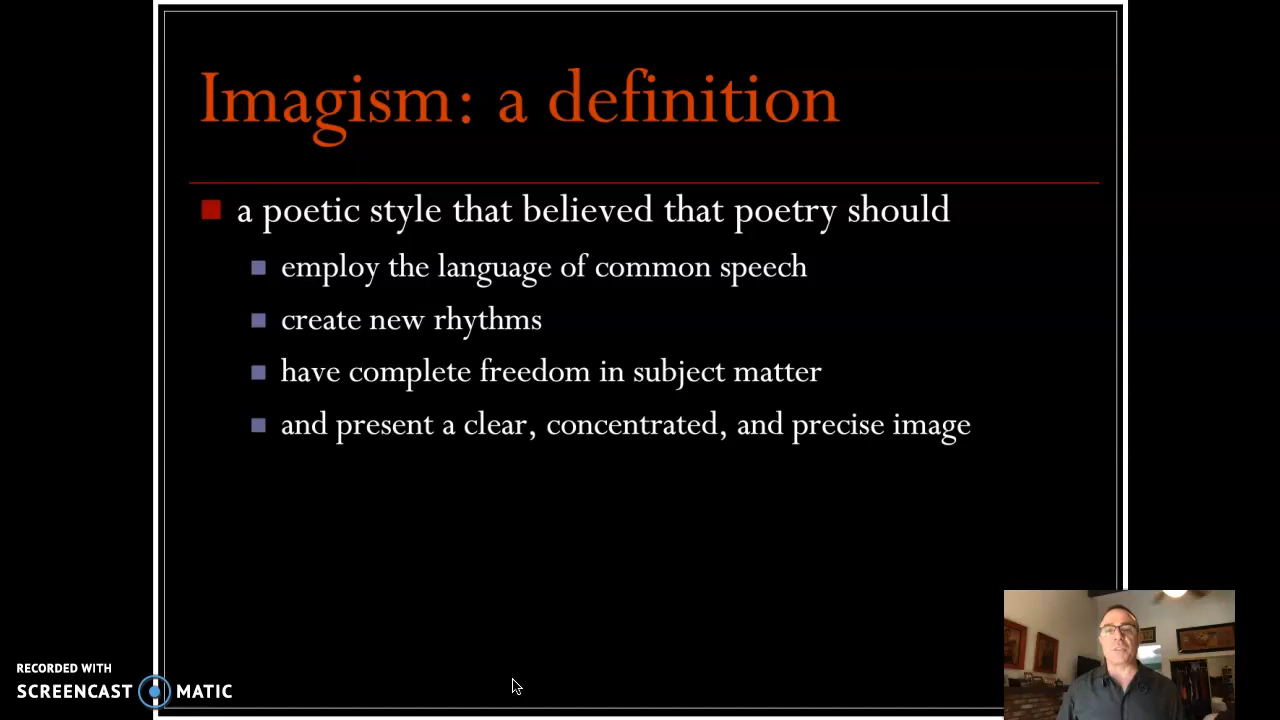 Imagism: a definition
a poetic style that believed that poetry should
employ the language of common speech
create new rhythms
have complete freedom in subject matter
and present a clear, concentrated, and precise image
RECORDED WITH
SCREENCAST MATIC